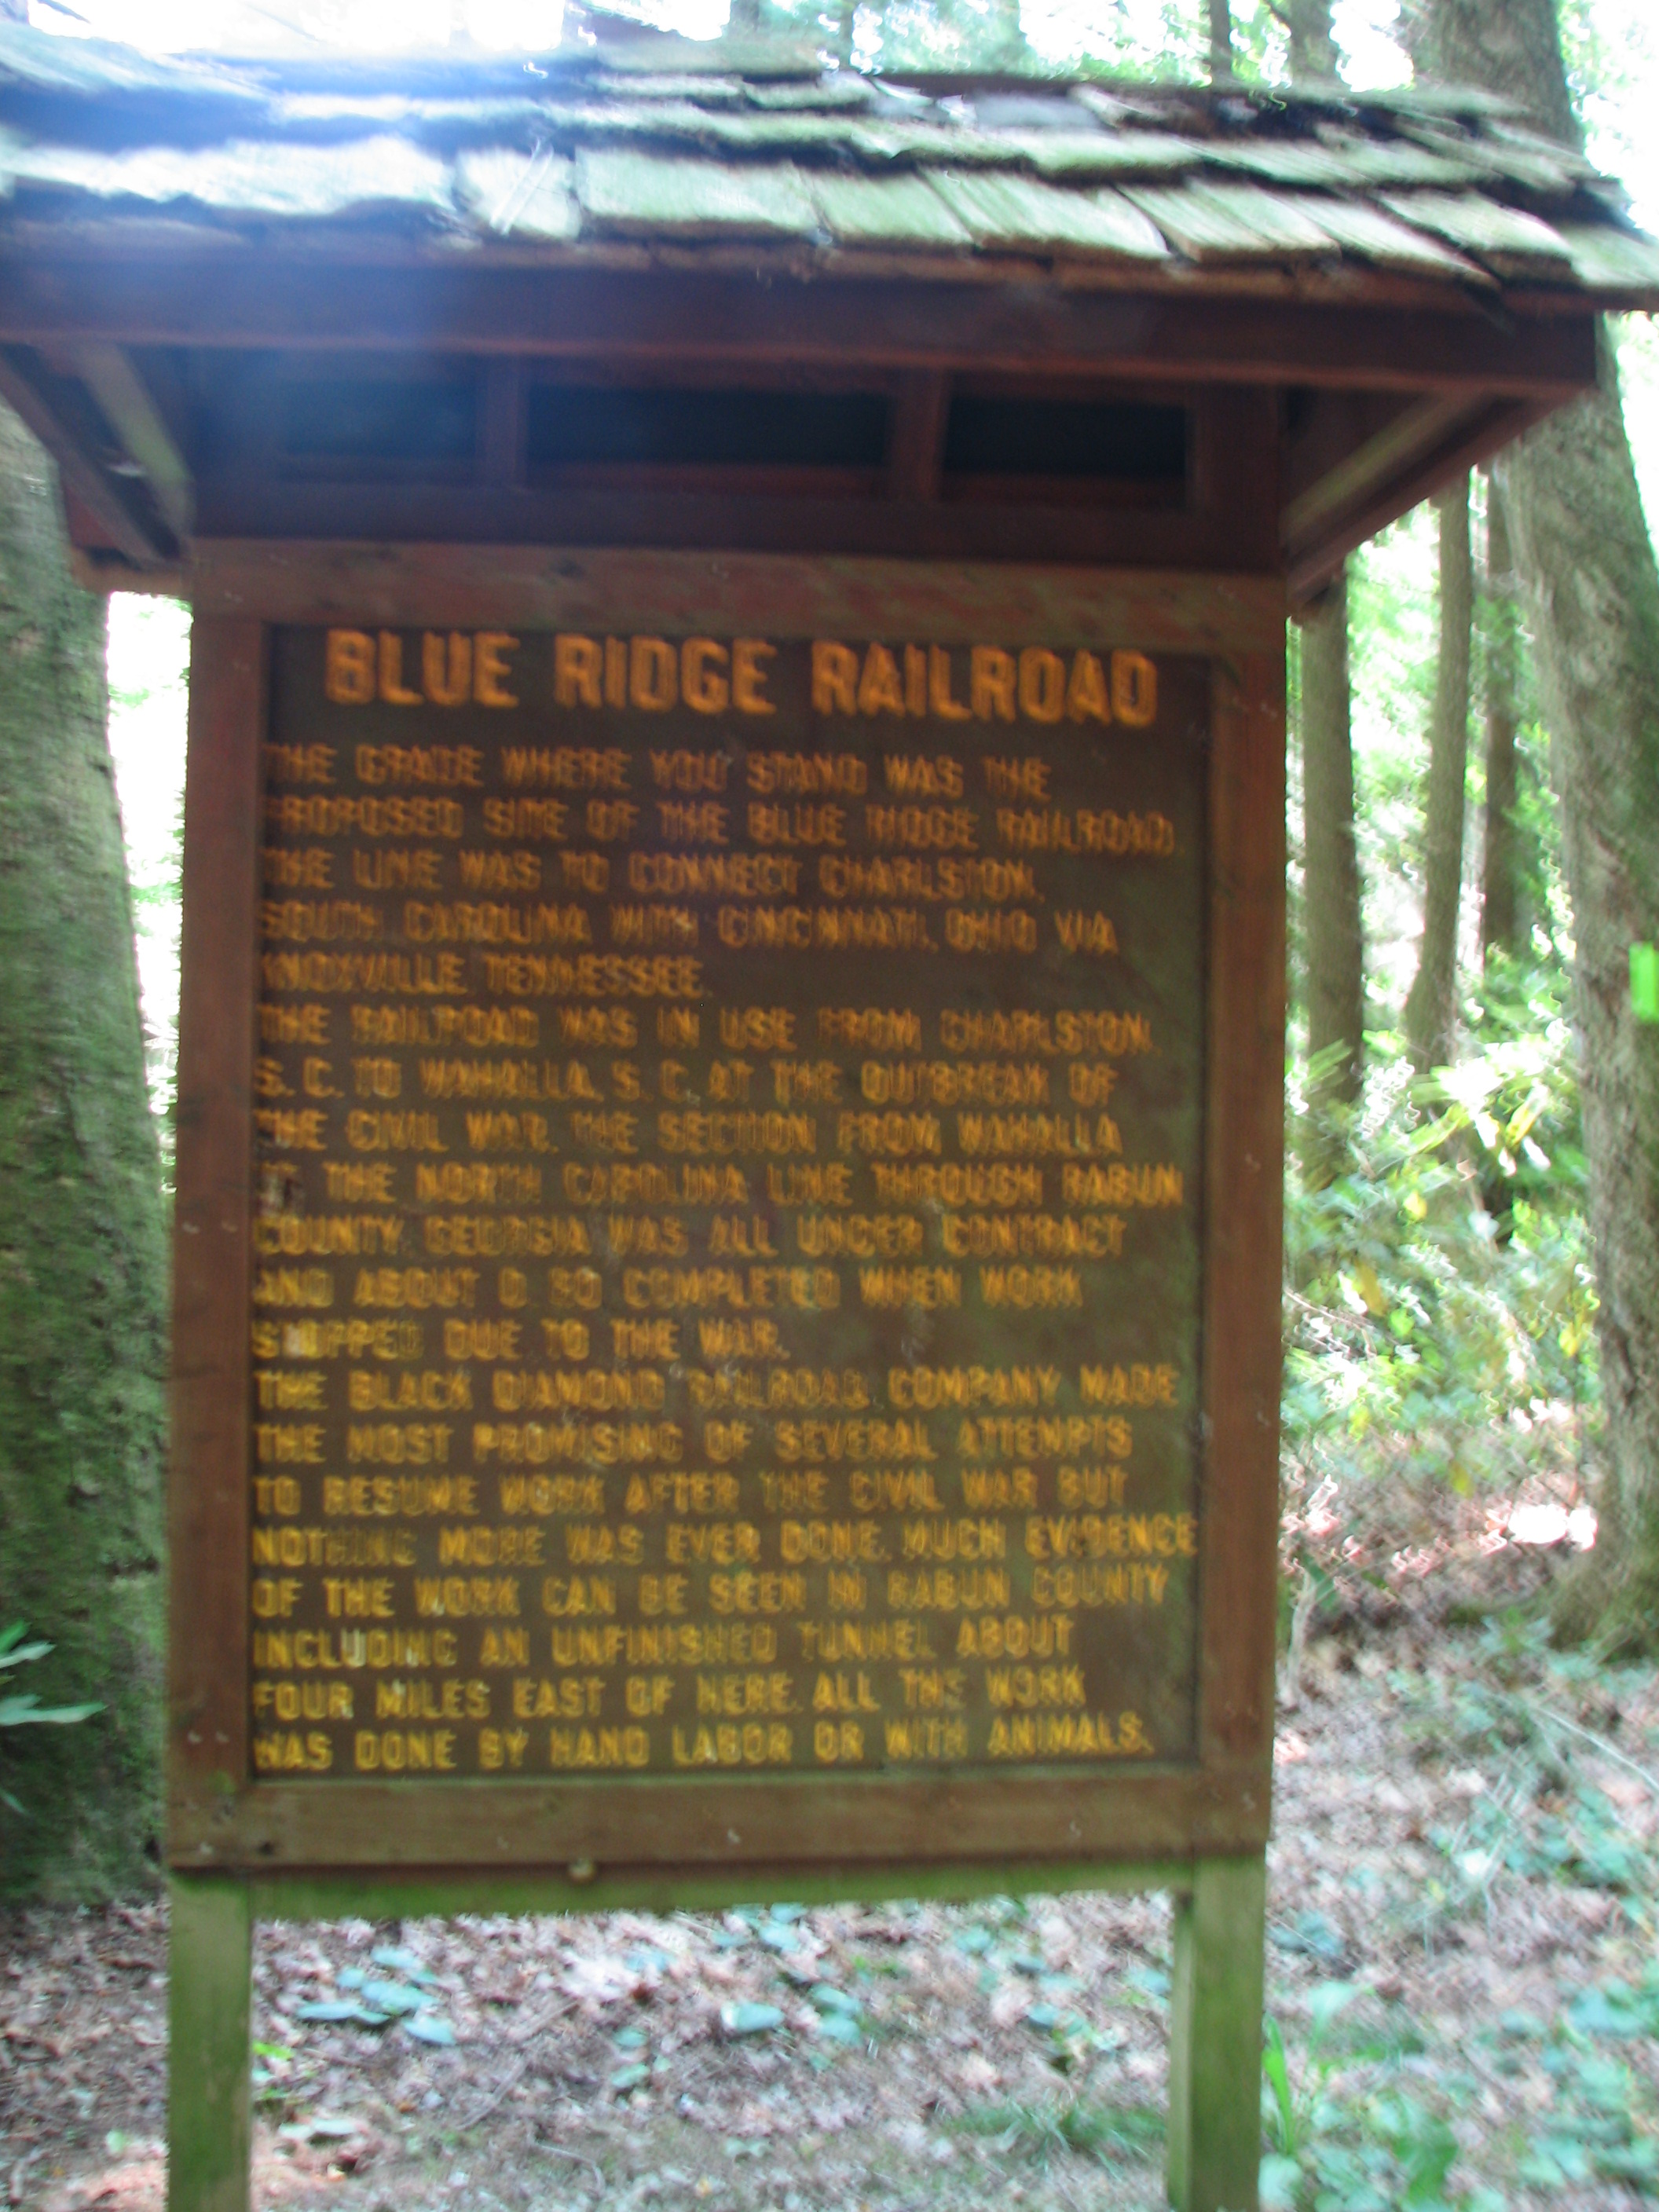 BLUE RIDGE RAILROAD
THE GRADE WHERE YOU STAND WAS THE
PROPOSED SITE OF THE BLUE RIDGE RAILROAD.
THE LINE WAS TO CONNECT CHARLSTON,
SOUTH CAROLINA WITH CINCINNATI, OHIO VIA
KNOXVILLE, TENNESSEE.
THE RAILROAD WAS IN USE FROM CHARLSTON,
S. C. TO WAHALLA, S. C. AT THE OUTBREAK OF
THE CIVIL WAR. THE SECTION FROM WAHALLA
TO THE NORTH CAROLINA LINE THROUGH RABUN
COUNTY, GEORGIA WAS ALL UNDER CONTRACT
AND ABOUT COMPLETED WHEN WORK
STOPPED DUE TO THE WAR.
THE BLACK DIAMOND RAILROAD COMPANY MADE
THE MOST PROMISING OF SEVERAL ATTEMPTS
TO RESUME WORK AFTER THE CIVIL WAR BUT
NOTHING MORE WAS EVER DONE. MUCH EVIDENCE
OF THE WORK CAN BE SEEN IN RABUN COUNTY
INCLUDING AN UNFINISHED TUNNEL ABOUT
FOUR MILES EAST OF HERE. ALL THE WORK
WAS DONE BY HAND LABOR OR WITH ANIMALS.